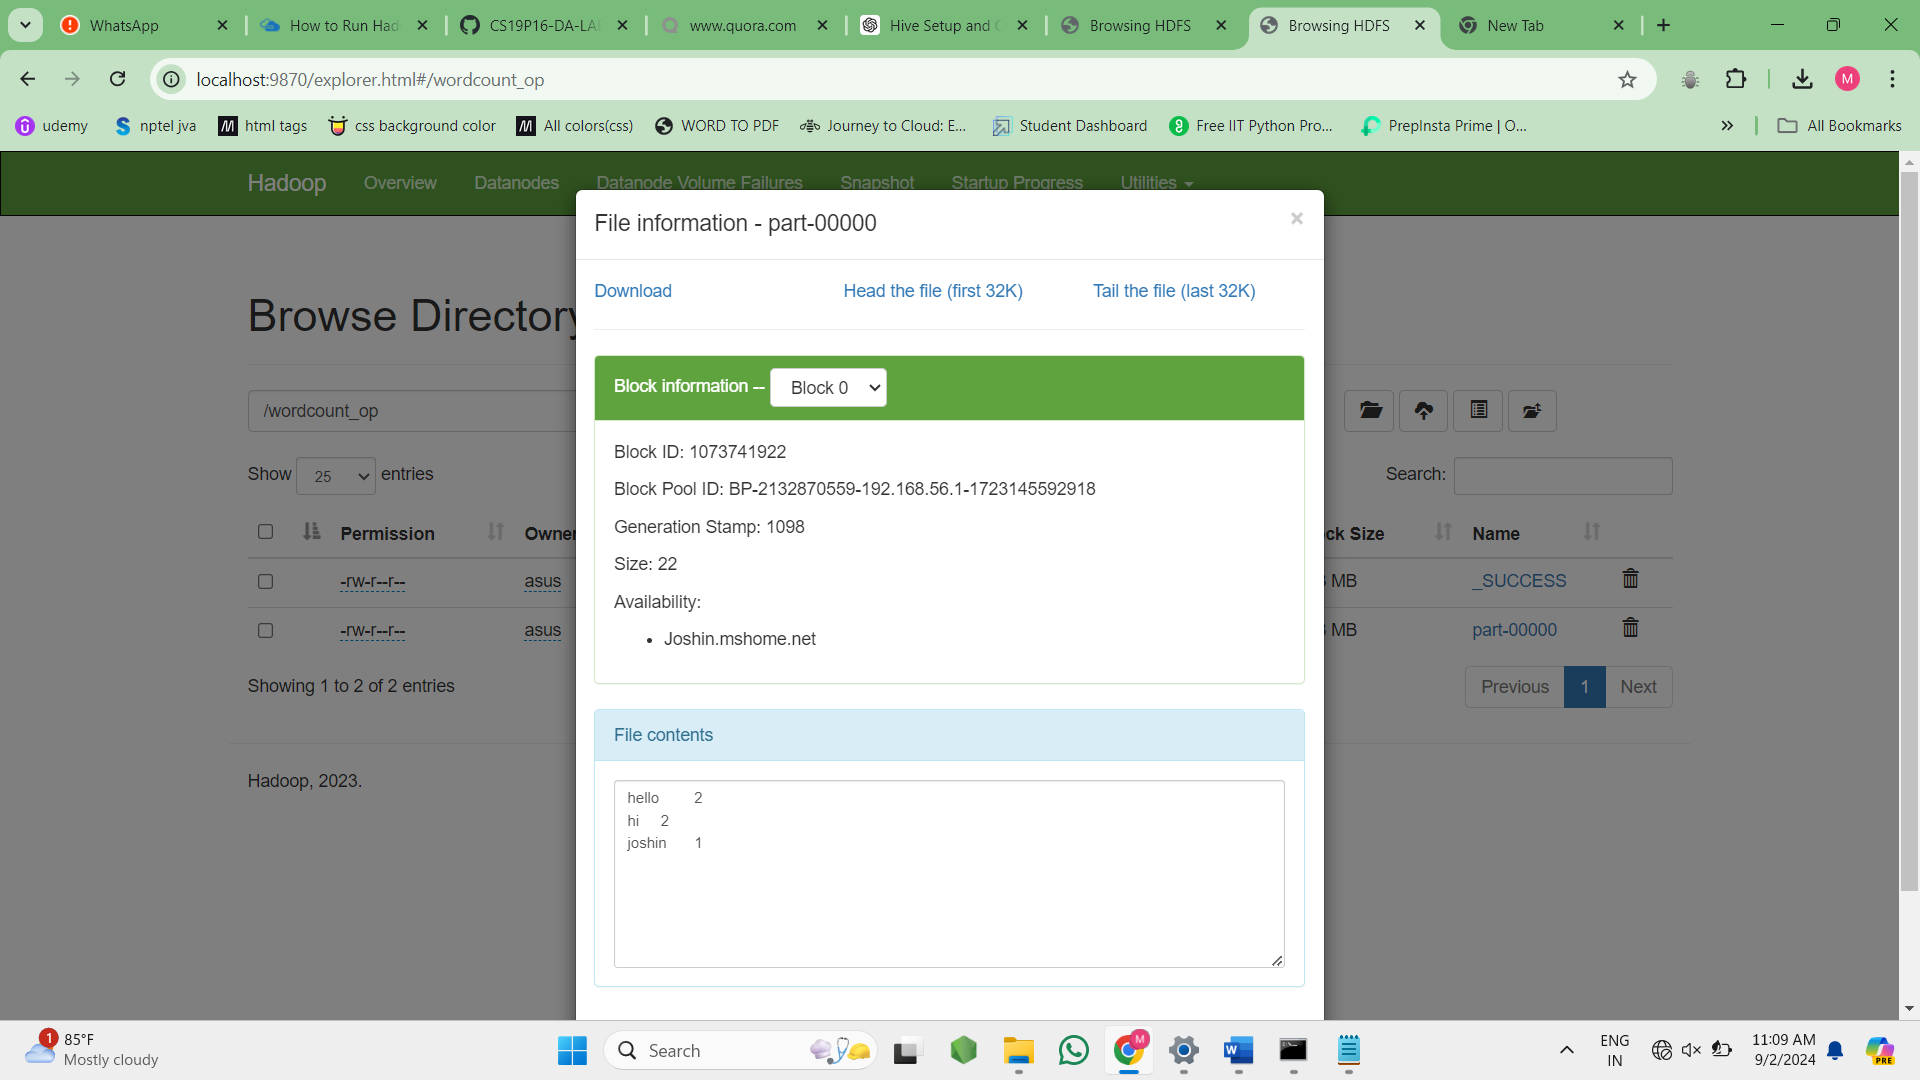 WhatsApp
How to Run Had
CS19P16-DA-LAB
www.quora.com
Hive Setup and C
Browsing HDFS
Browsing HDFS
New Tab
localhost:9870/explorer.html#/wordcount_op
M
udemy
nptel jva
html tags
css background color
All colors(css)
WORD TO PDF
Journey to Cloud: E...
Student Dashboard
Free IIT Python Pro...
PrepInsta Prime | O...
All Bookmarks
Hadoop
Overview
Datanodes
Datanode Volume Failures
Snapshot
Startup Progress
Utilities
File information - part-00000
×
Download
Head the file (first 32K)
Tail the file (last 32K)
Browse Directory
Block information --
Block 0
/wordcount_op
Block ID: 1073741922
Show 25 entries
Search:
Block Pool ID: BP-2132870559-192.168.56.1-1723145592918
Permission
Owner
ck Size
Name
Generation Stamp: 1098
Size: 22
-rw-r--r--
asus
MB
_SUCCESS
Availability:
-rw-r--r--
asus
MB
part-00000
• Joshin.mshome.net
Showing 1 to 2 of 2 entries
Previous
1
Next
File contents
Hadoop, 2023.
hello 2
hi 2
joshin 1
1
85°F
Mostly cloudy
Search
M
W
ENG
IN
11:09 AM
9/2/2024
PRE